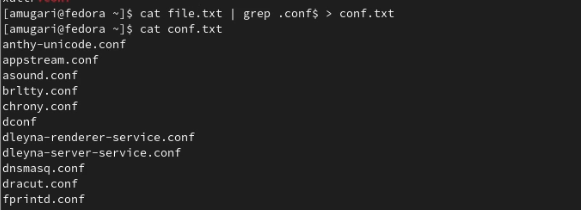 [amugari@fedora ~]$ cat file.txt | grep .conf$ > conf.txt
[amugari@fedora ~]$ cat conf.txt
anthy-unicode.conf
appstream.conf
asound.conf
brltty.conf
chrony.conf
dconf
dleyna-renderer-service.conf
dleyna-server-service.conf
dnsmasq.conf
dracut.conf
fprintd.conf